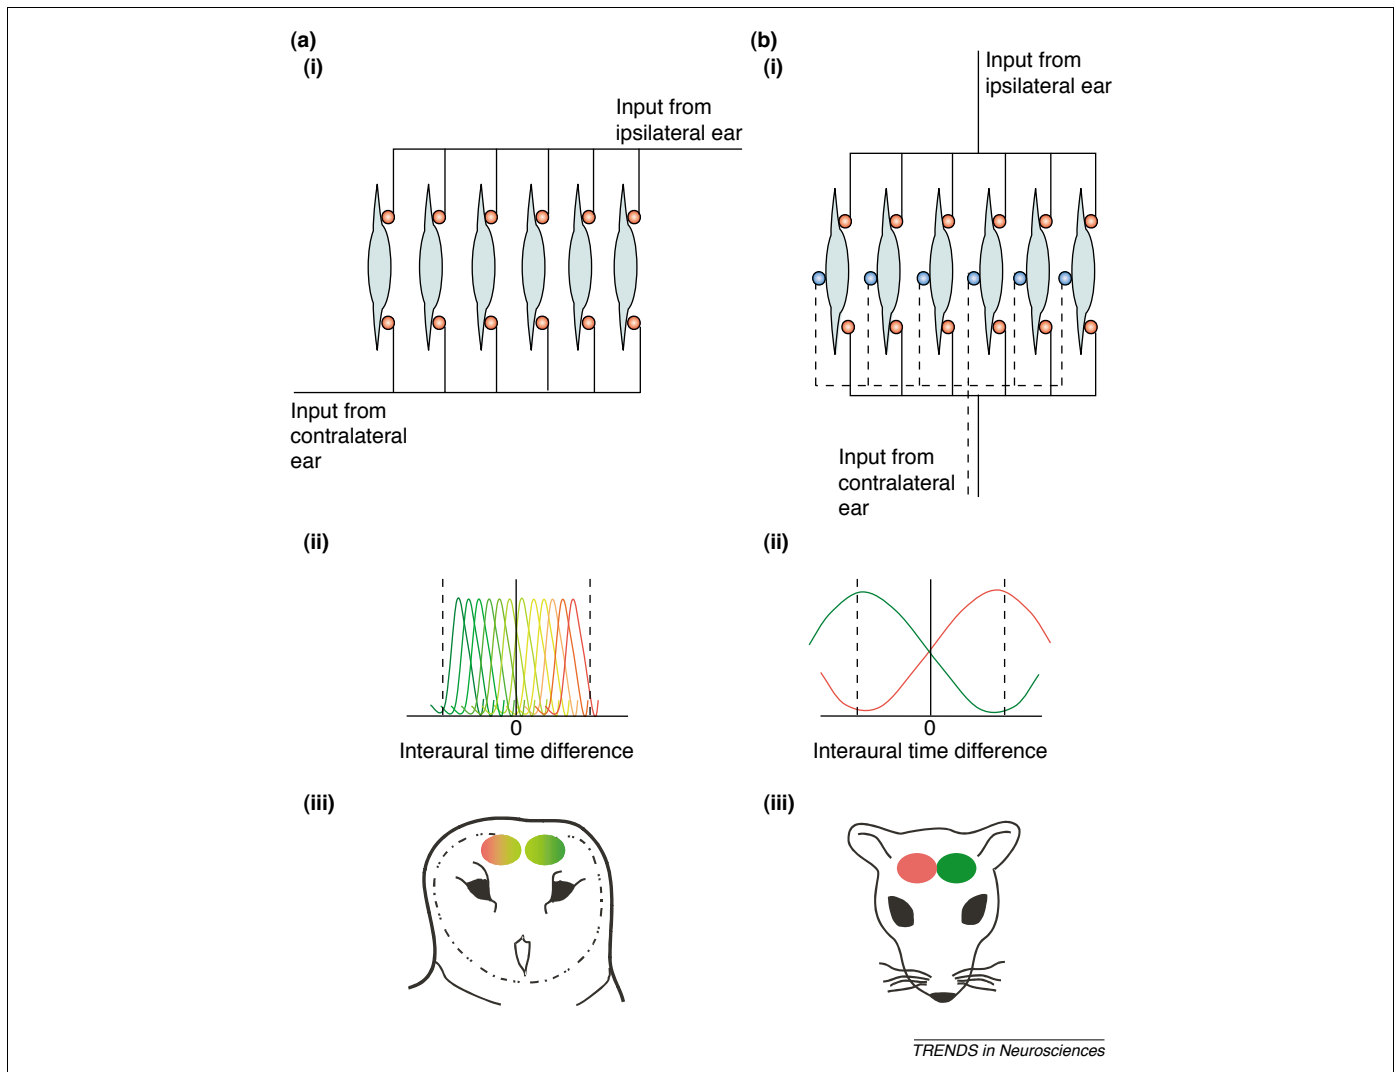 (a)
(i)
Input from
ipsilateral ear
Input from
contralateral
ear
(ii)
0
Interaural time difference
(iii)
(b)
(i)
Input from
ipsilateral ear
Input from
contralateral
ear
(ii)
0
Interaural time difference
(iii)
TRENDS in Neurosciences